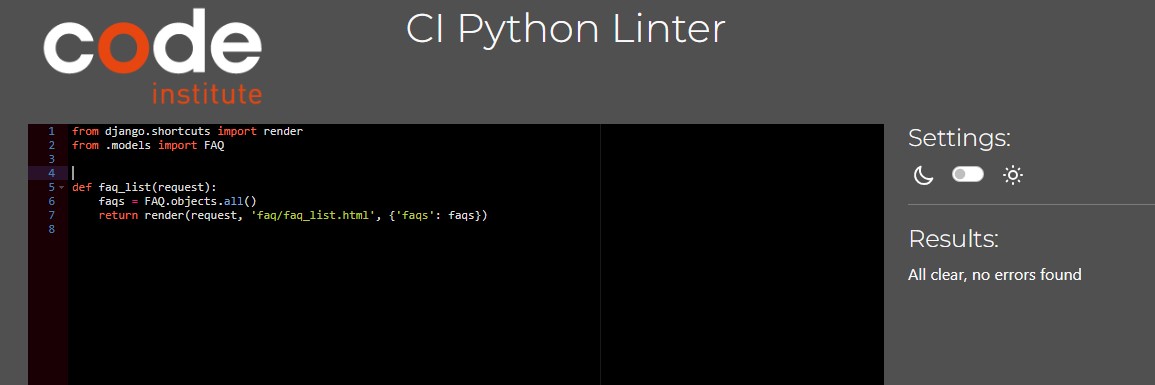 code
institute
CI Python Linter
1 from django.shortcuts import render
2 from .models import FAQ
3
4
5 def faq_list(request):
6     faqs = FAQ.objects.all()
7     return render(request, 'faq/faq_list.html', {'faqs': faqs})
8
Settings:
Results:
All clear, no errors found